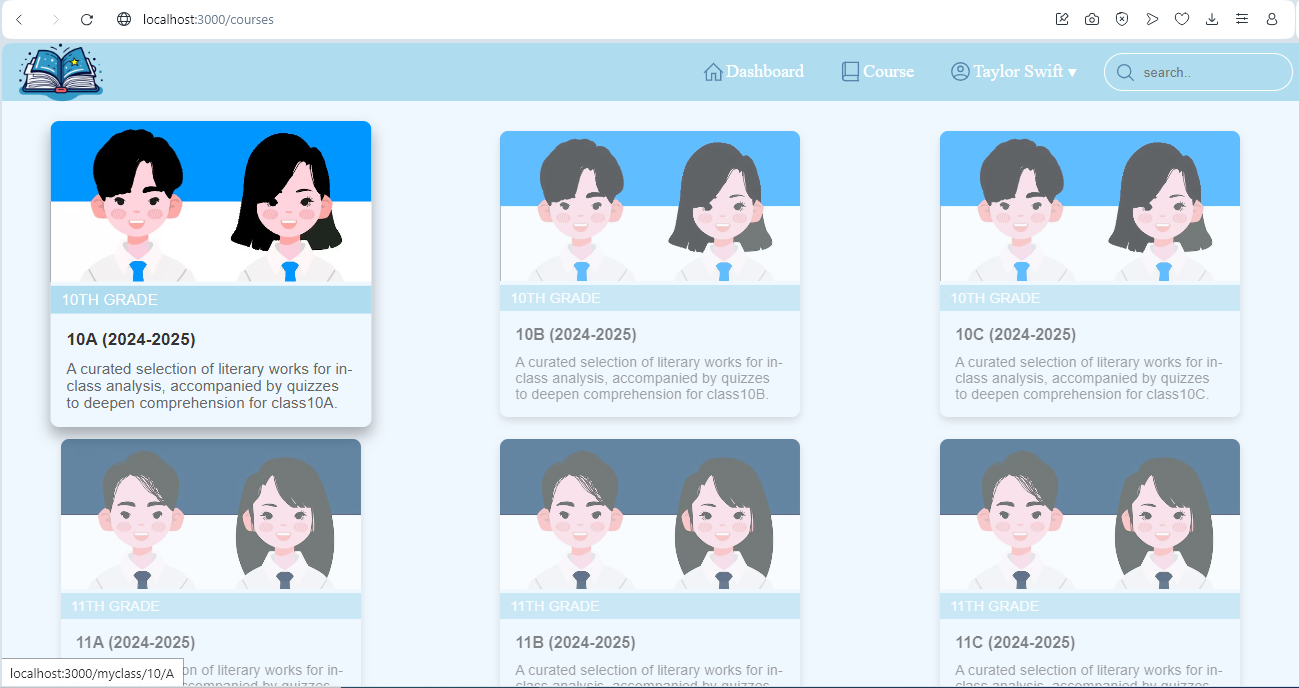 localhost:3000/courses
Dashboard
Course
Taylor Swift ▾
search..
10TH GRADE
10A (2024-2025)
A curated selection of literary works for in-
class analysis, accompanied by quizzes
to deepen comprehension for class10A.
10TH GRADE
10B (2024-2025)
A curated selection of literary works for in-
class analysis, accompanied by quizzes
to deepen comprehension for class10B.
10TH GRADE
10C (2024-2025)
A curated selection of literary works for in-
class analysis, accompanied by quizzes
to deepen comprehension for class10C.
11TH GRADE
11A (2024-2025)
of literary works for in-
accompanied by quizzes
11TH GRADE
11B (2024-2025)
A curated selection of literary works for in-
class analysis, accompanied by quizzes
11TH GRADE
11C (2024-2025)
A curated selection of literary works for in-
class analysis, accompanied by quizzes
localhost:3000/myclass/10/A